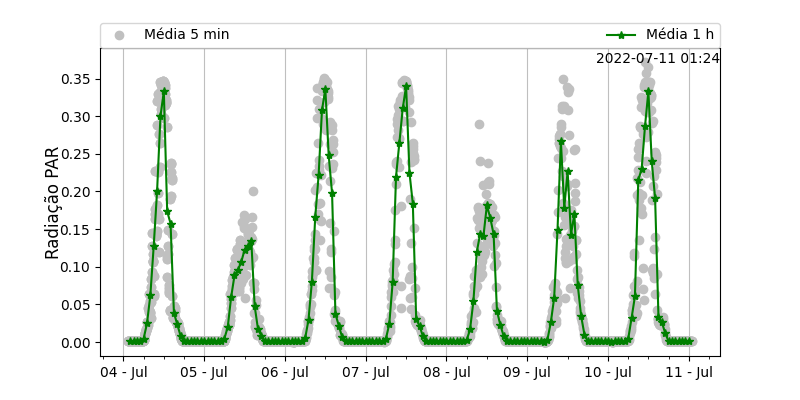 Média 5 min
Média 1 h
2022-07-11 01:24
Radiação PAR
0.35
0.30
0.25
0.20
0.15
0.10
0.05
0.00
04 - Jul
05 - Jul
06 - Jul
07 - Jul
08 - Jul
09 - Jul
10 - Jul
11 - Jul